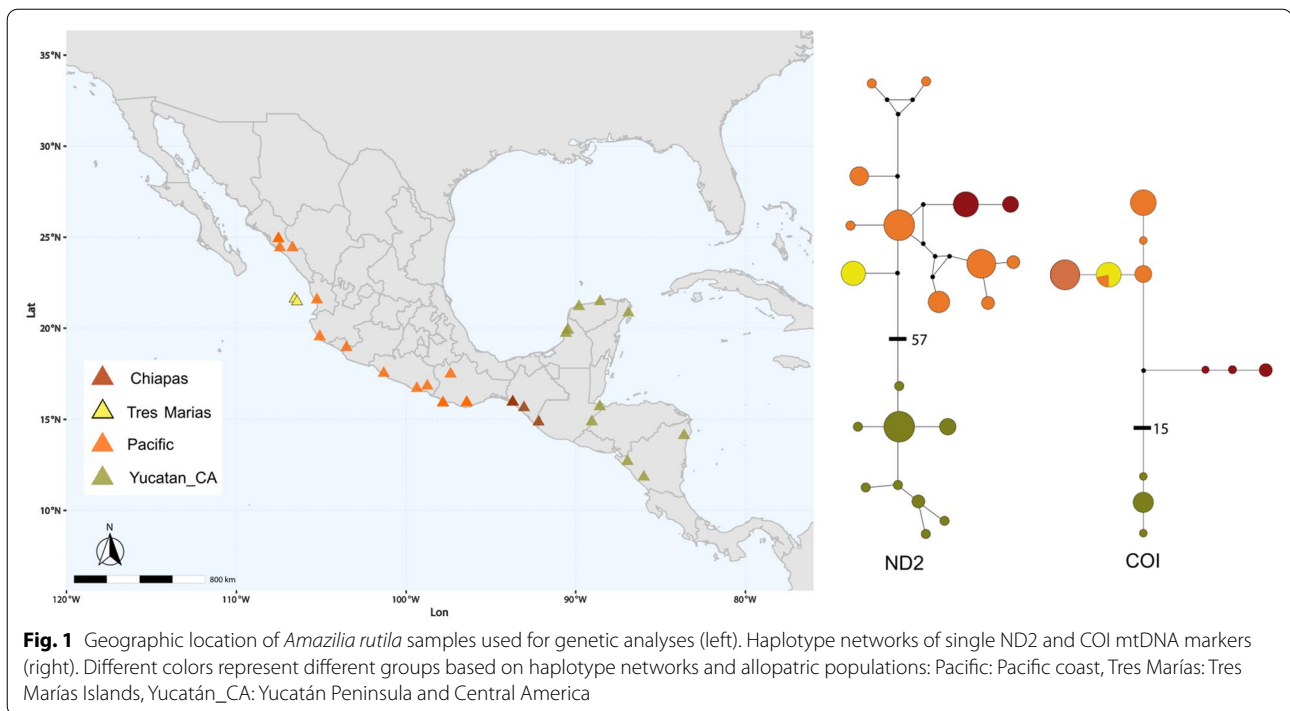 35°N
30°N
25°N
20°N
15°N
10°N
Lat
Chiapas
Tres Marias
Pacific
Yucatan_CA
N
800 km
120°W 110°W 100°W 90°W 80°W
Lon
57
ND2
15
COI
Fig. 1 Geographic location of Amazilia rutila samples used for genetic analyses (left). Haplotype networks of single ND2 and COI mtDNA markers
(right). Different colors represent different groups based on haplotype networks and allopatric populations: Pacific: Pacific coast, Tres Marías: Tres
Marías Islands, Yucatán_CA: Yucatán Peninsula and Central America